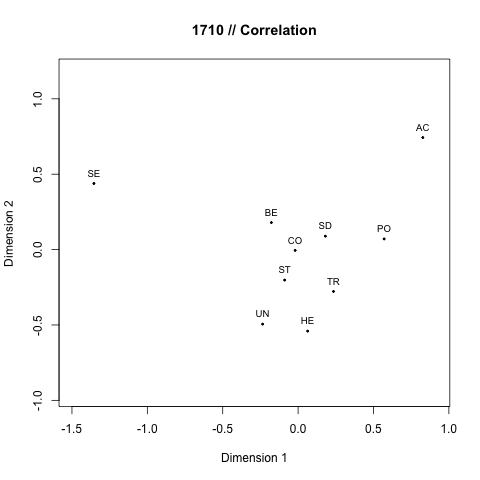 1710 // Correlation
Dimension 2
1.0
0.5
0.0
-0.5
-1.0
AC
SE
BE
SD
PO
CO
ST
TR
UN
HE
-1.5 -1.0 -0.5 0.0 0.5 1.0
Dimension 1